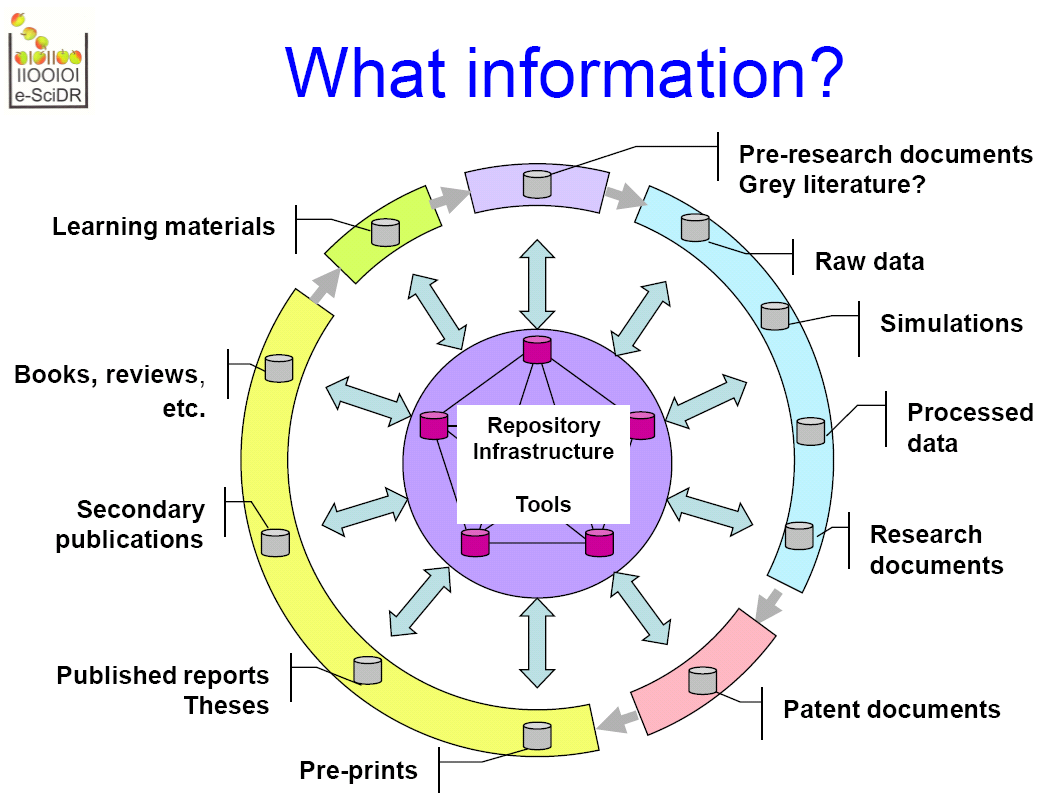 IIOOIOI
e-SciDR
What information?
Pre-research documents
Grey literature?
Learning materials
Raw data
Simulations
Books, reviews,
etc.
Processed
data
Repository
Infrastructure
Tools
Secondary
publications
Research
documents
Published reports
Theses
Patent documents
Pre-prints